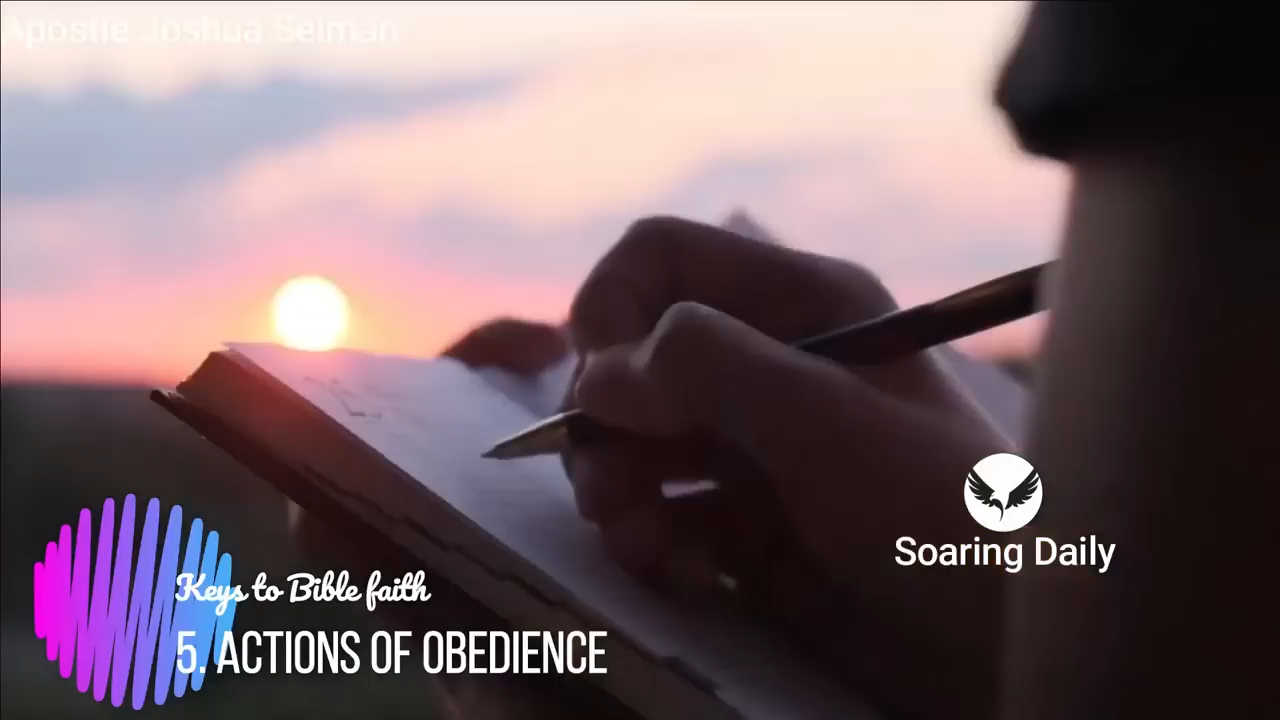 Apostle Joshua Selman
Soaring Daily
Keys to Bible faith
5. ACTIONS OF OBEDIENCE